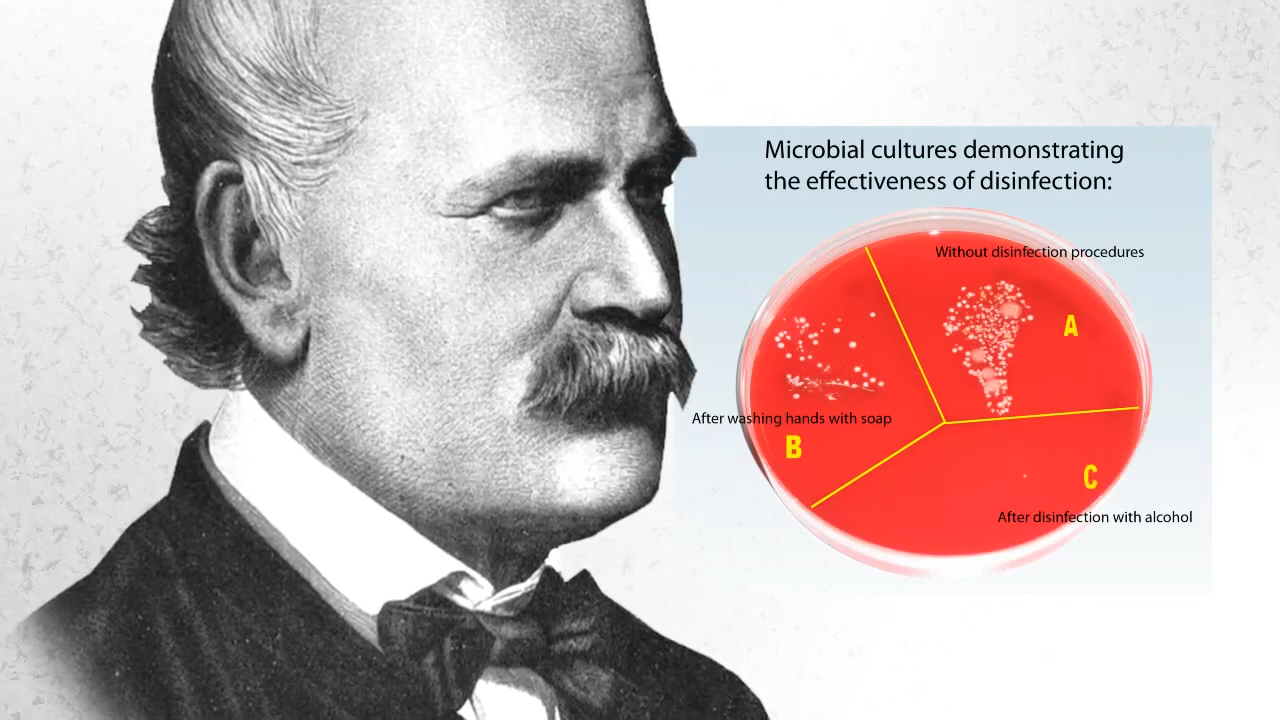 Microbial cultures demonstrating
the effectiveness of disinfection:
Without disinfection procedures
A
After washing hands with soap
B
C
After disinfection with alcohol